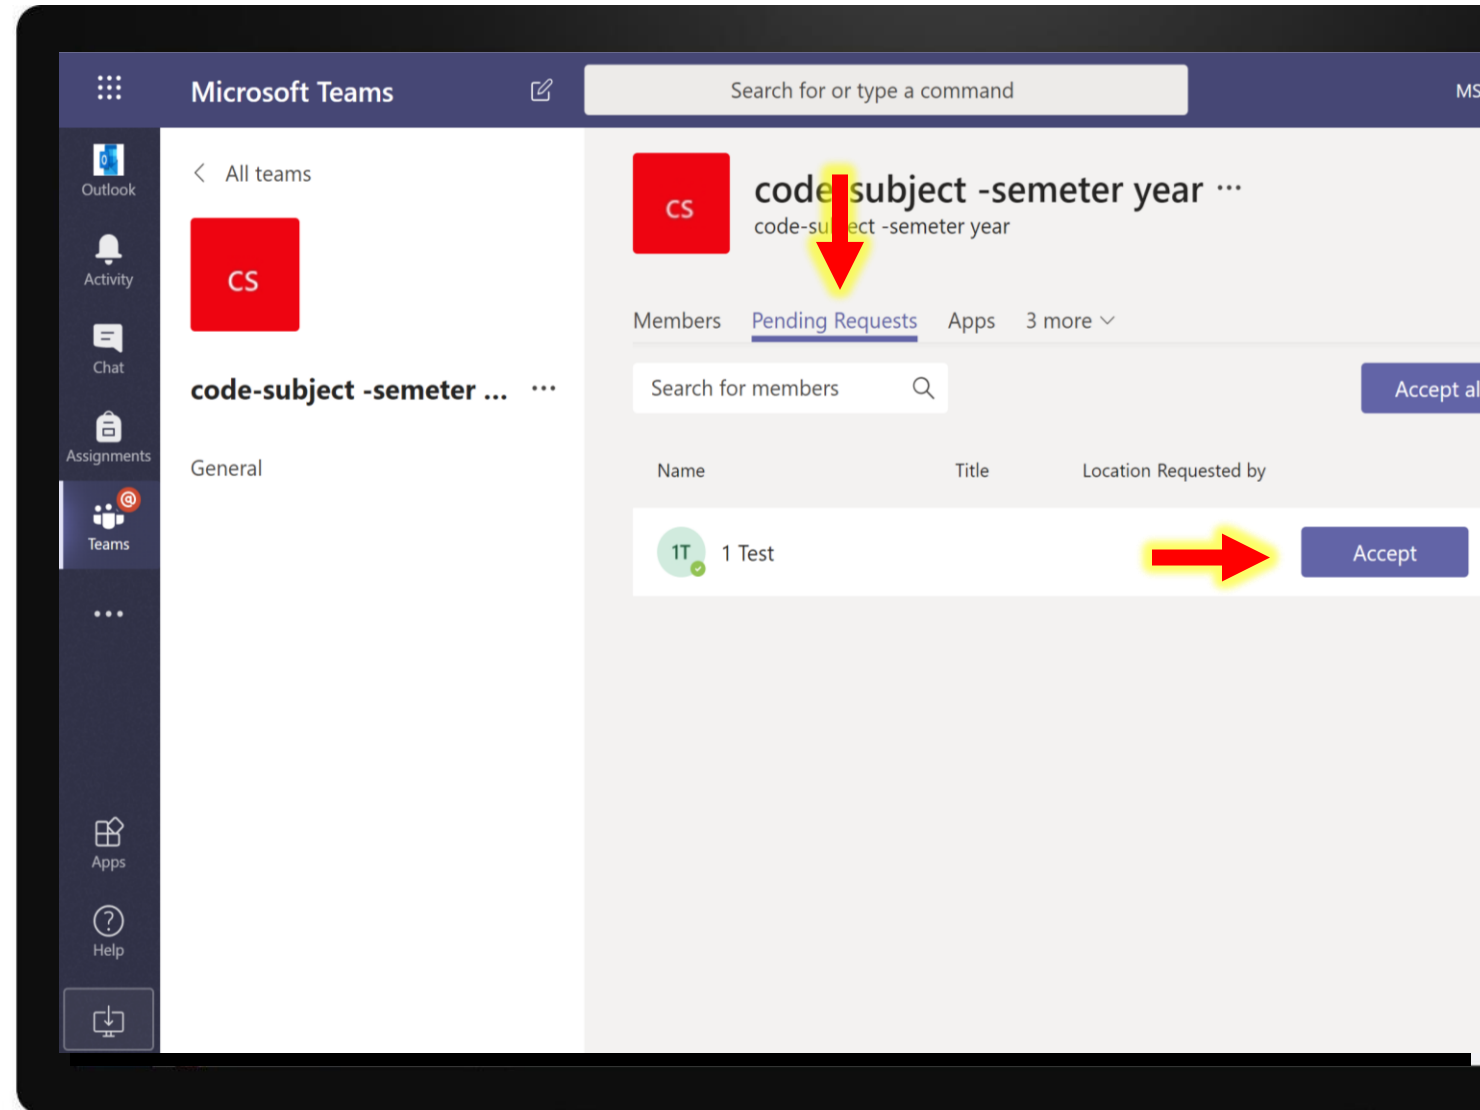 Microsoft Teams
Search for or type a command
MS
Outlook
Activity
Chat
Assignments
Teams
Apps
Help
All teams
CS
code-subject -semeter ...
General
CS
code-subject -semeter year
code-subject -semeter year
Members Pending Requests Apps 3 more
Search for members
Accept al
Name Title Location Requested by
1T 1 Test Accept